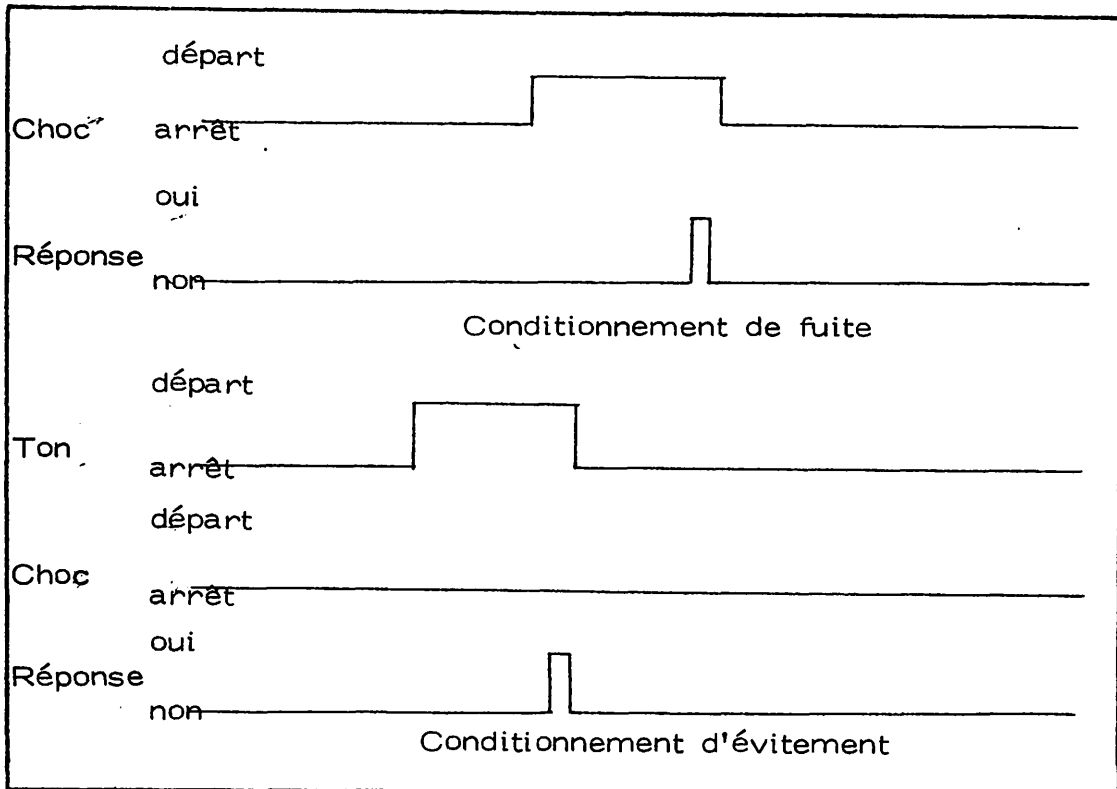 départ
Choc arrêt
oui
Réponse
non
Conditionnement de fuite
départ
Ton
arrêt
départ
Choc
arrêt
oui
Réponse
non
Conditionnement d'évitement